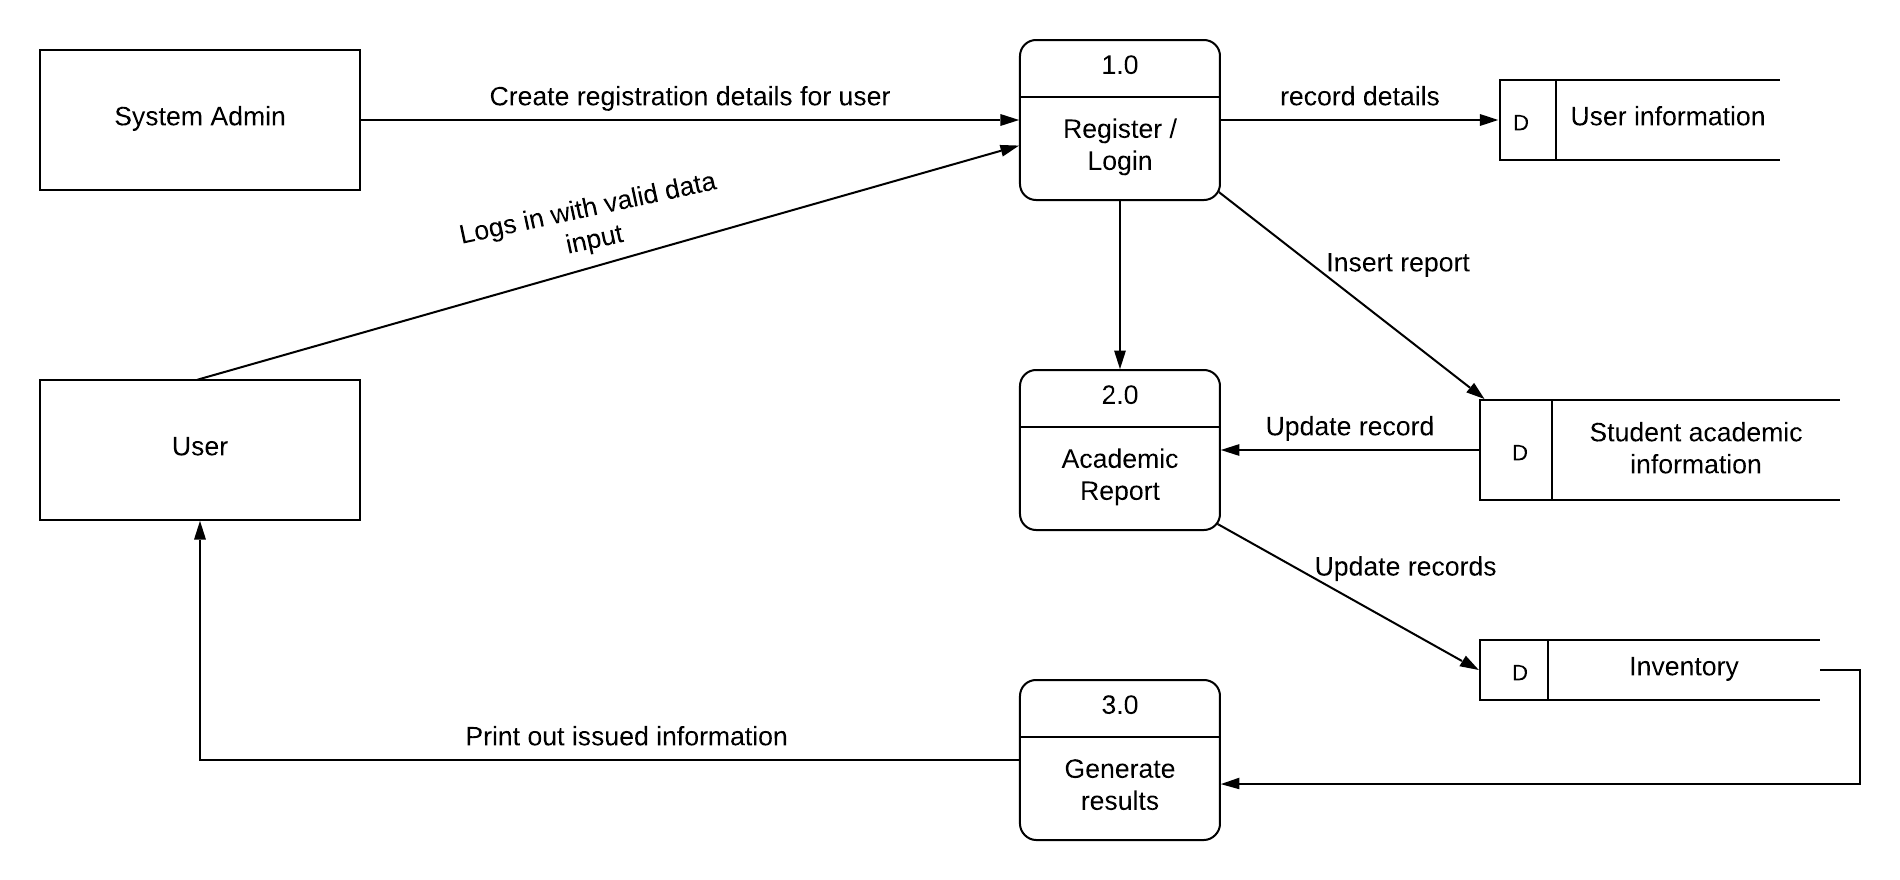 1.0
System Admin
Create registration details for user
Register /
Login
record details
D
User information
Logs in with valid data
input
Insert report
User
2.0
Academic
Report
Update record
D
Student academic
information
Update records
D
Inventory
3.0
Generate
results
Print out issued information